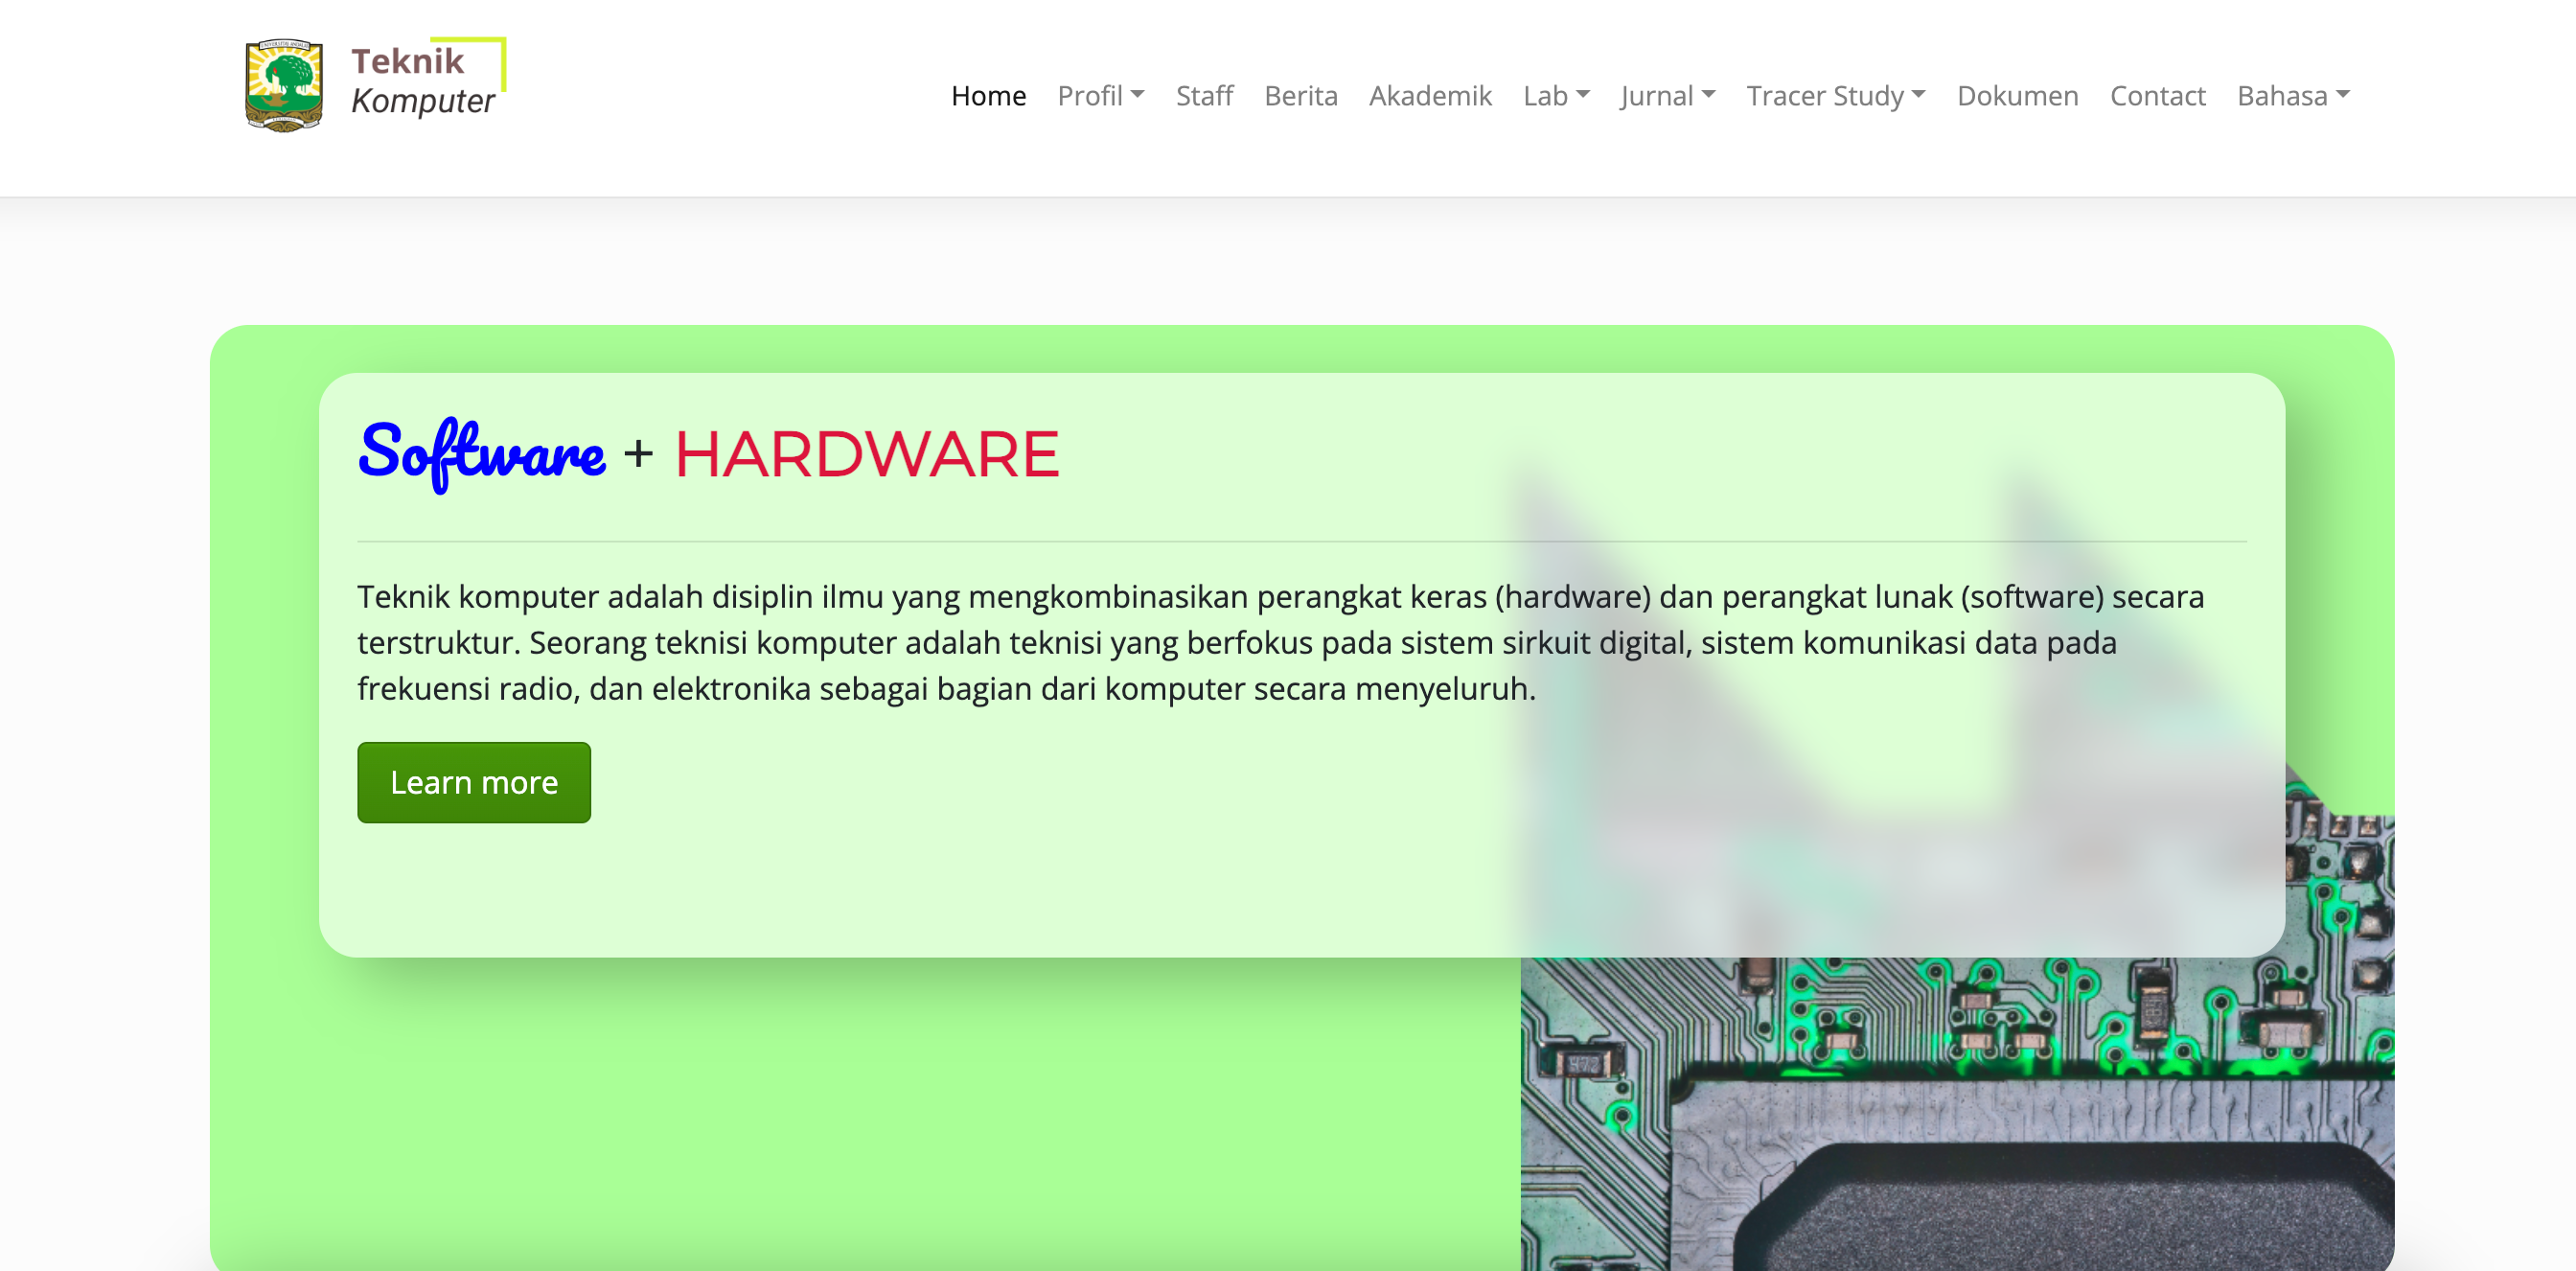 Teknik
Komputer
Home Profil Staff Berita Akademik Lab Jurnal Tracer Study Dokumen Contact Bahasa
Software + HARDWARE
Teknik komputer adalah disiplin ilmu yang mengkombinasikan perangkat keras (hardware) dan perangkat lunak (software) secara
terstruktur. Seorang teknisi komputer adalah teknisi yang berfokus pada sistem sirkuit digital, sistem komunikasi data pada
frekuensi radio, dan elektronika sebagai bagian dari komputer secara menyeluruh.
Learn more